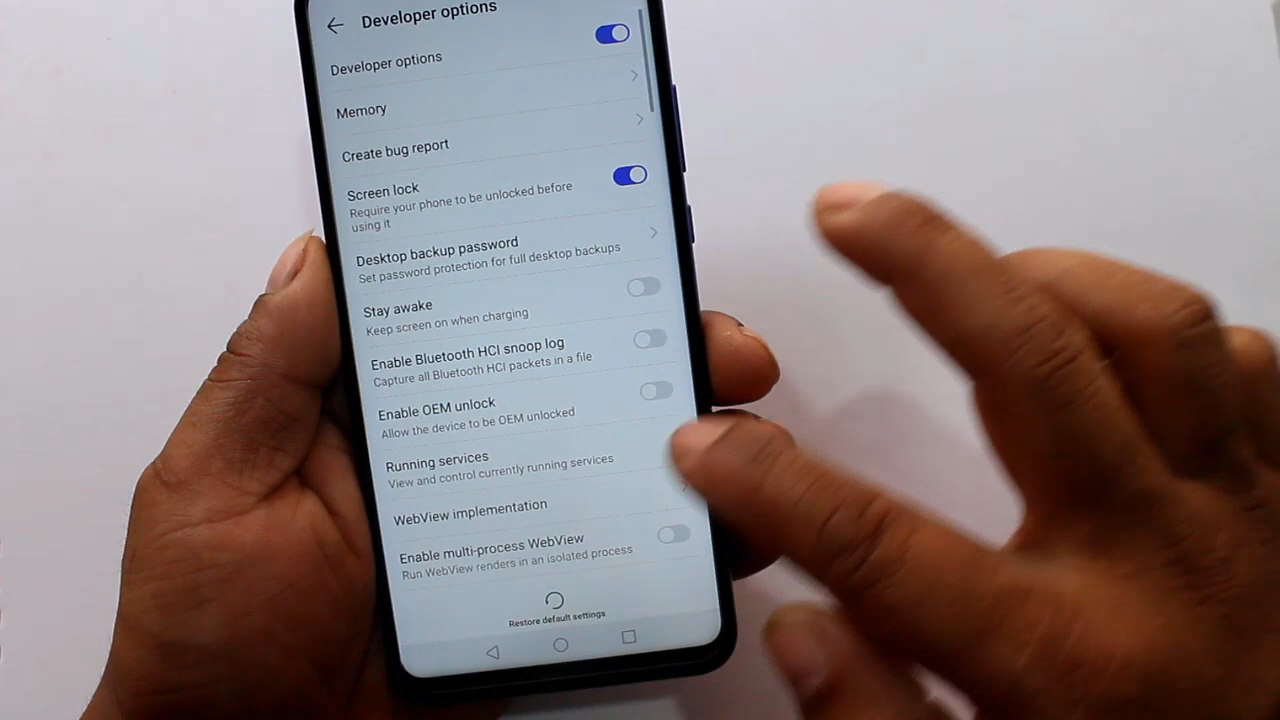 Developer options
Developer options
Memory
Create bug report
Screen lock
Require your phone to be unlocked before
using it
Desktop backup password
Set password protection for full desktop backups
Stay awake
Keep screen on when charging
Enable Bluetooth HCI snoop log
Capture all Bluetooth HCI packets in a file
Enable OEM unlock
Allow the device to be OEM unlocked
Running services
View and control currently running services
WebView implementation
Enable multi-process WebView
Run WebView renders in an isolated process
Restore default settings